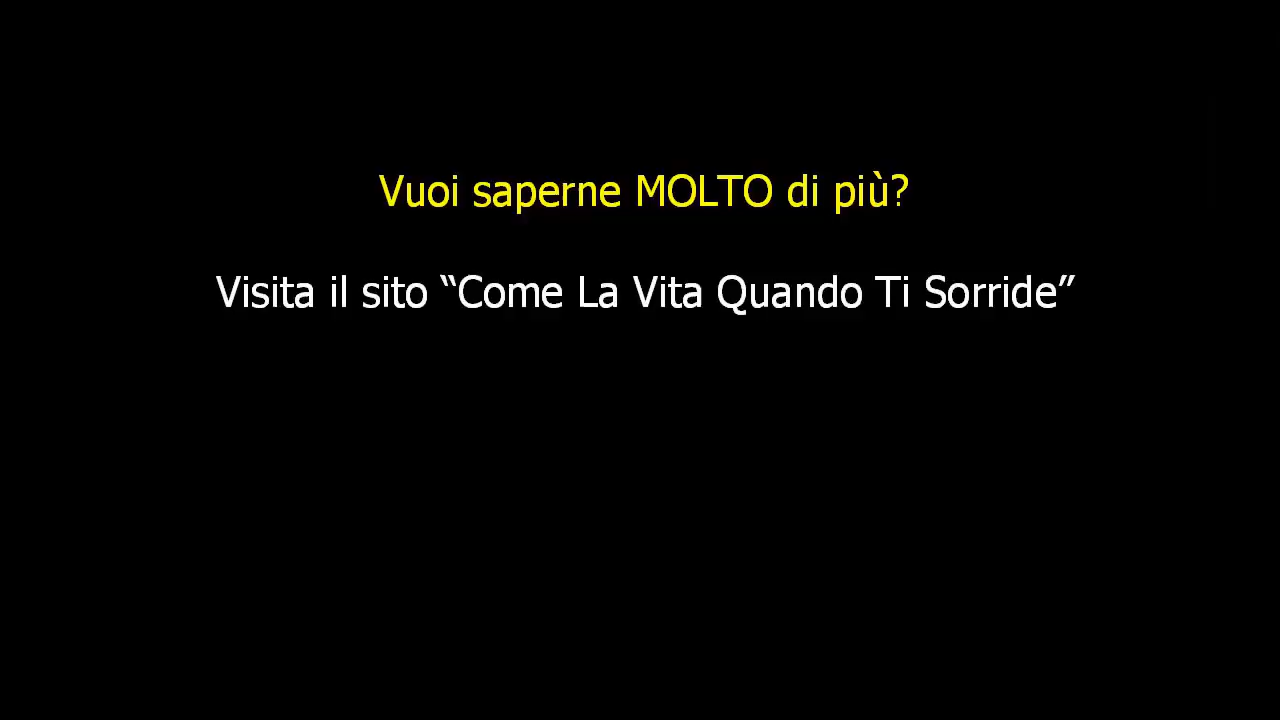 Vuoi saperne MOLTO di più?
Visita il sito “Come La Vita Quando Ti Sorride”